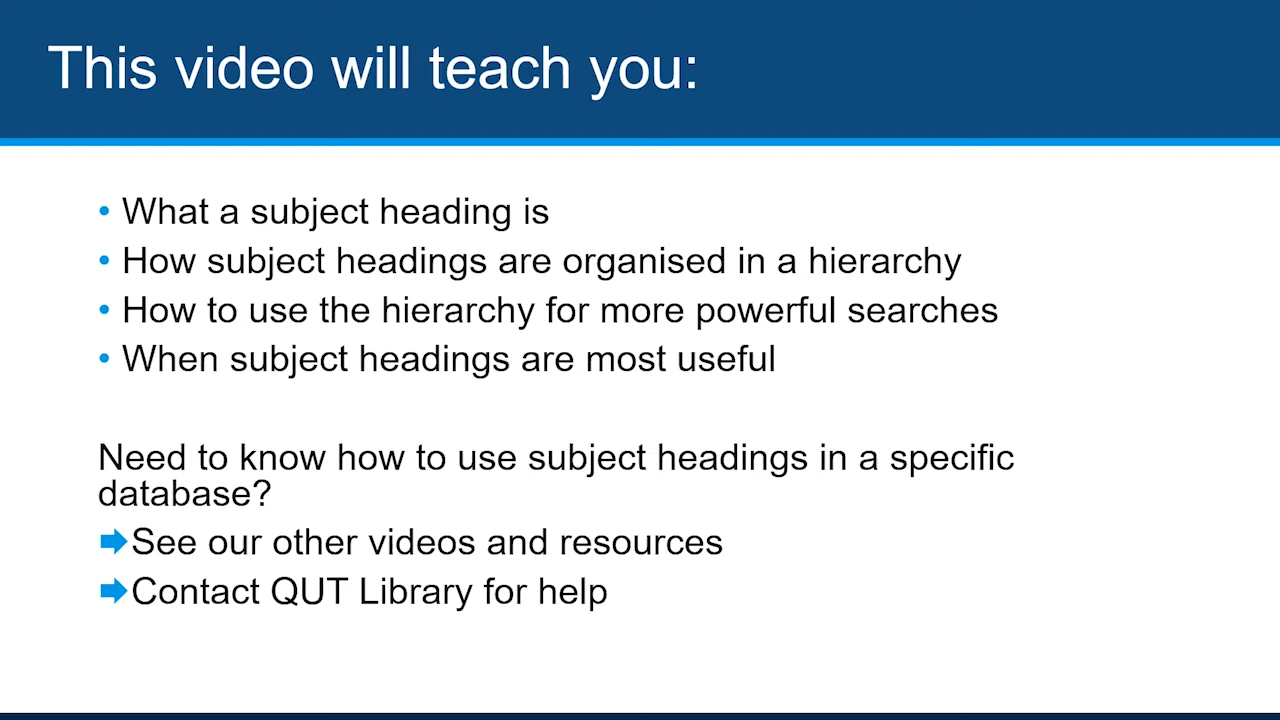 This video will teach you:
• What a subject heading is
• How subject headings are organised in a hierarchy
• How to use the hierarchy for more powerful searches
• When subject headings are most useful
Need to know how to use subject headings in a specific
database?
➡See our other videos and resources
➡Contact QUT Library for help